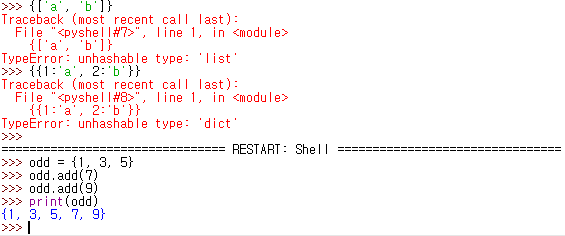 >>> {['a', 'b']}
Traceback (most recent call last):
  File "<pyshell#7>", line 1, in <module>
    {['a', 'b']}
TypeError: unhashable type: 'list'
>>> {{1:'a', 2:'b'}}
Traceback (most recent call last):
  File "<pyshell#8>", line 1, in <module>
    {{1:'a', 2:'b'}}
TypeError: unhashable type: 'dict'
>>>
================================ RESTART: Shell ================================
>>> odd = {1, 3, 5}
>>> odd.add(7)
>>> odd.add(9)
>>> print(odd)
{1, 3, 5, 7, 9}
>>>